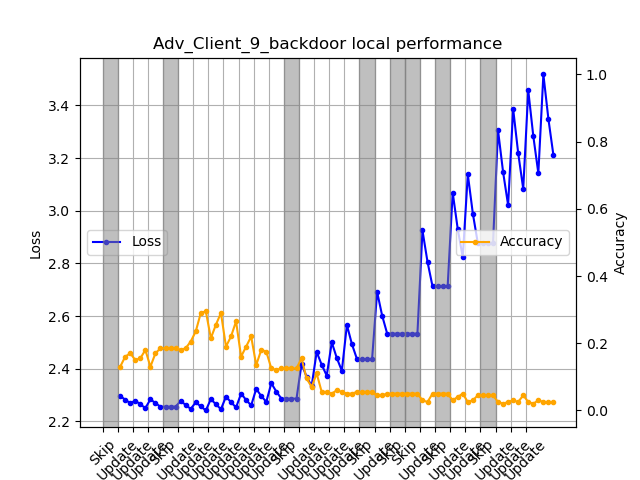 Adv_Client_9_backdoor local performance
3.4
3.2
3.0
2.8
2.6
2.4
2.2
Loss
1.0
0.8
0.6
0.4
0.2
0.0
Accuracy
Loss
Accuracy
Skip
Update
Update
Update
Skip
Update
Update
Update
Update
Update
Update
Update
Skip
Update
Update
Update
Update
Skip
Update
Skip
Skip
Update
Skip
Update
Update
Skip
Update
Update
Update